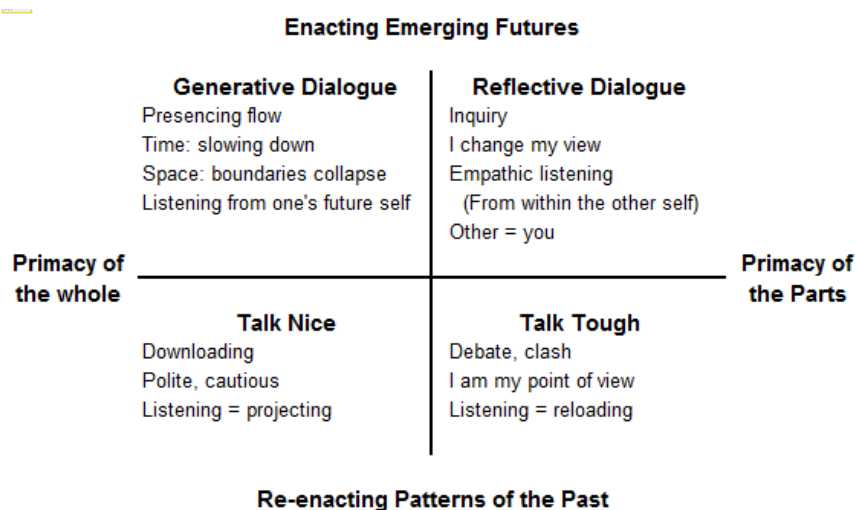 Enacting Emerging Futures
Generative Dialogue
Presencing flow
Time: slowing down
Space: boundaries collapse
Listening from one's future self
Reflective Dialogue
Inquiry
I change my view
Empathic listening
(From within the other self)
Other = you
Primacy of
the whole
Primacy of
the Parts
Talk Nice
Downloading
Polite, cautious
Listening = projecting
Talk Tough
Debate, clash
I am my point of view
Listening = reloading
Re-enacting Patterns of the Past